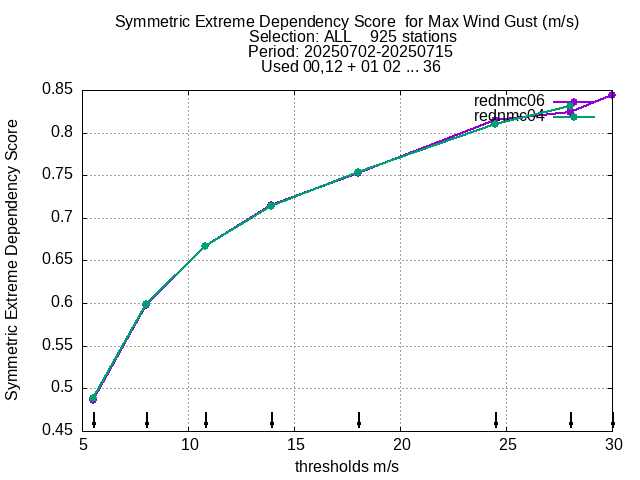 Symmetric Extreme Dependency Score  for Max Wind Gust (m/s)
Selection: ALL    925 stations
Period: 20250702-20250715
Used 00,12 + 01 02 ... 36
Symmetric Extreme Dependency Score
0.85
0.8
0.75
0.7
0.65
0.6
0.55
0.5
0.45
rednmc06
rednmc04
5 10 15 20 25 30
thresholds m/s